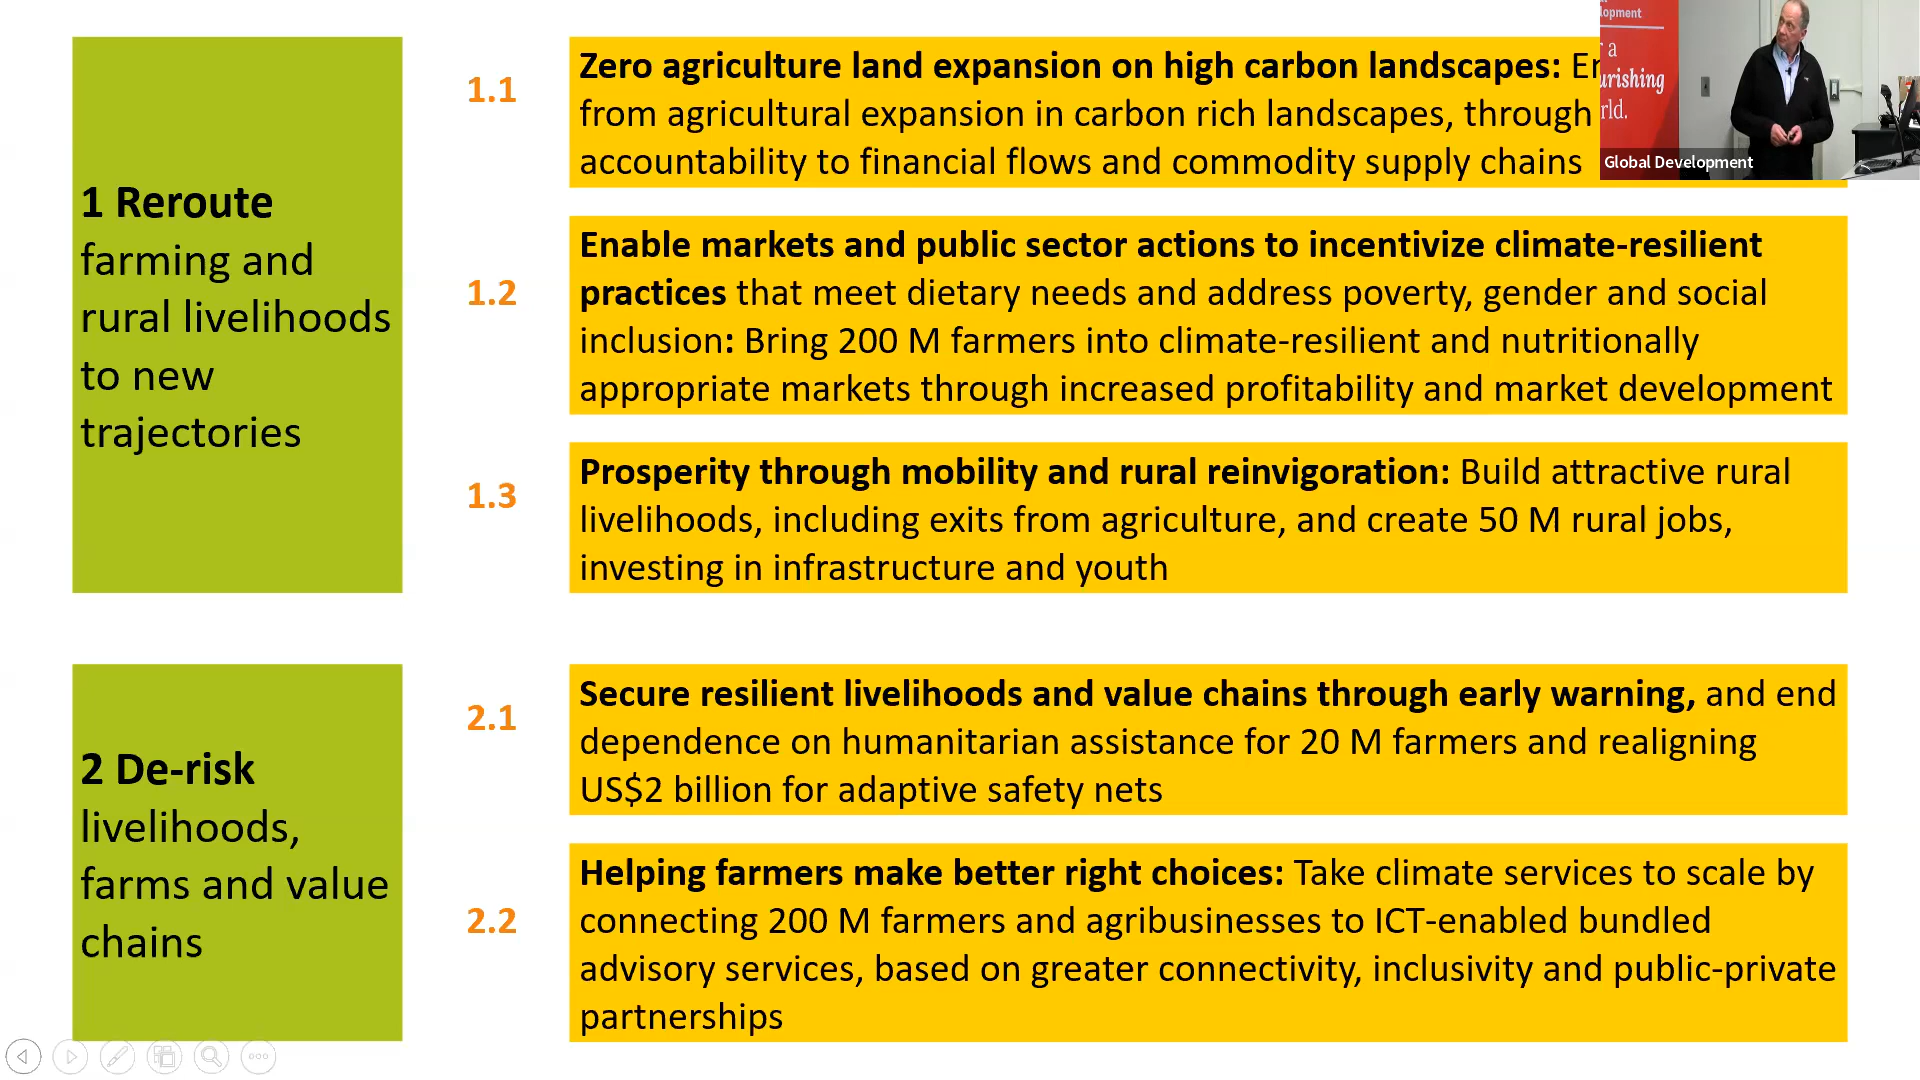 1 Reroute
farming and
rural livelihoods
to new
trajectories
1.1
Zero agriculture land expansion on high carbon landscapes:
from agricultural expansion in carbon rich landscapes, through
accountability to financial flows and commodity supply chains
1.2
Enable markets and public sector actions to incentivize climate-resilient
practices that meet dietary needs and address poverty, gender and social
inclusion: Bring 200 M farmers into climate-resilient and nutritionally
appropriate markets through increased profitability and market development
1.3
Prosperity through mobility and rural reinvigoration: Build attractive rural
livelihoods, including exits from agriculture, and create 50 M rural jobs,
investing in infrastructure and youth
2 De-risk
livelihoods,
farms and value
chains
2.1
Secure resilient livelihoods and value chains through early warning, and end
dependence on humanitarian assistance for 20 M farmers and realigning
US$2 billion for adaptive safety nets
2.2
Helping farmers make better right choices: Take climate services to scale by
connecting 200 M farmers and agribusinesses to ICT-enabled bundled
advisory services, based on greater connectivity, inclusivity and public-private
partnerships
a
Global Development